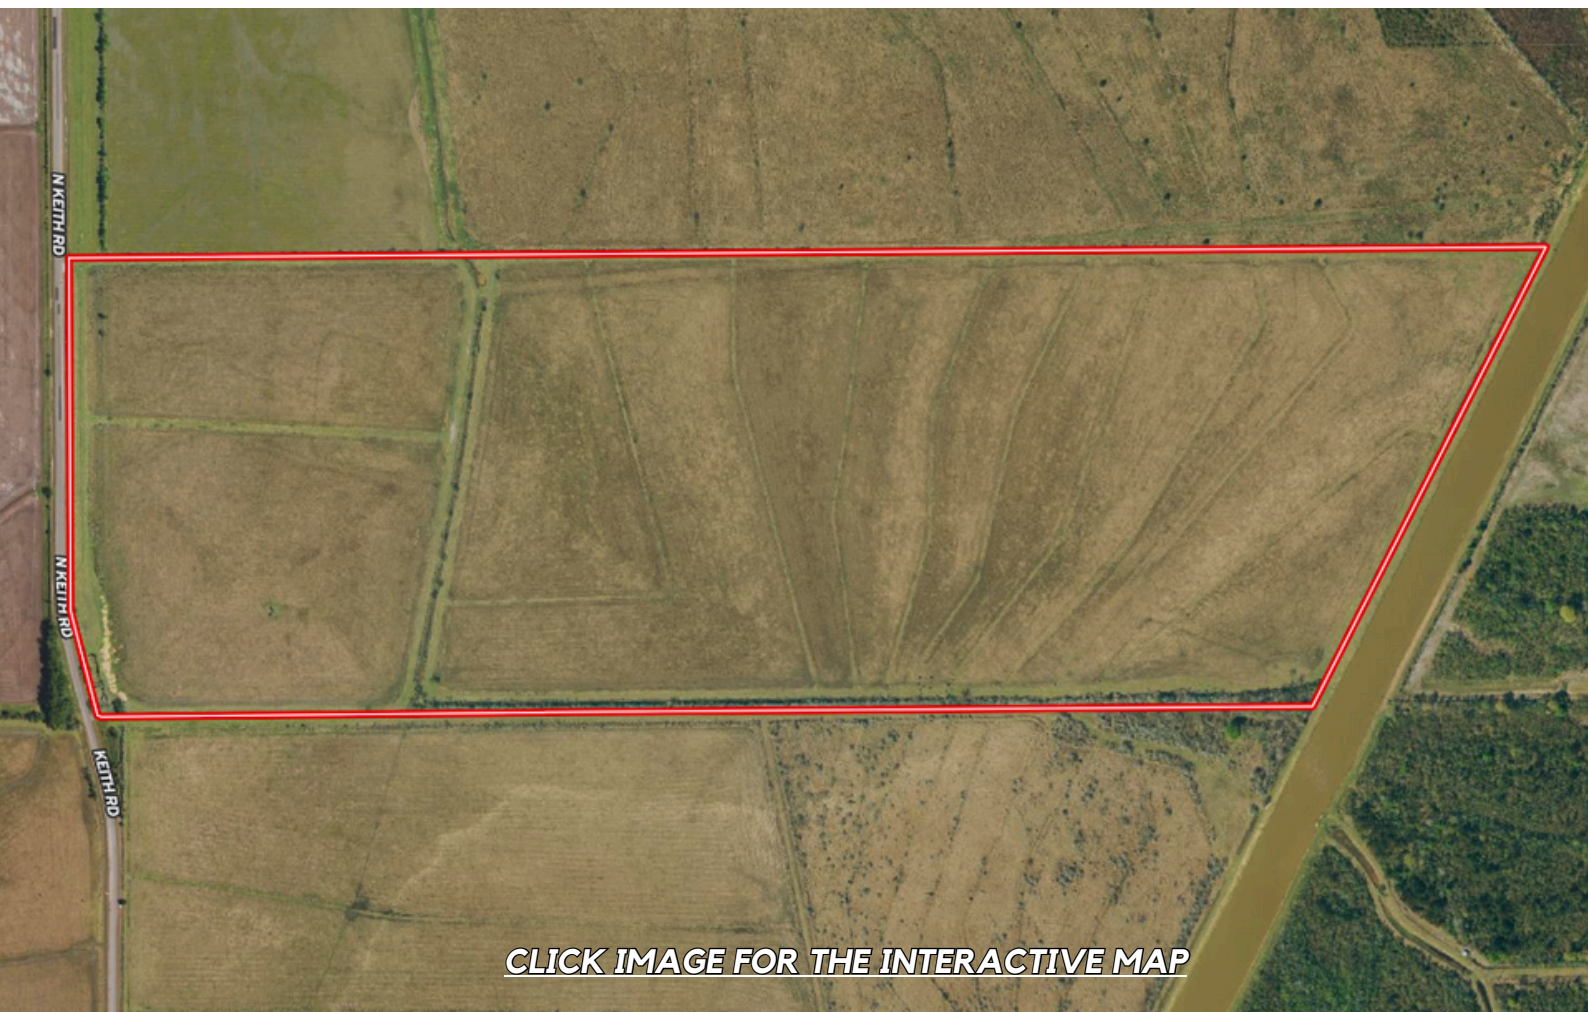 N KEITH RD
N KEITH RD
KEITH RD
CLICK IMAGE FOR THE INTERACTIVE MAP